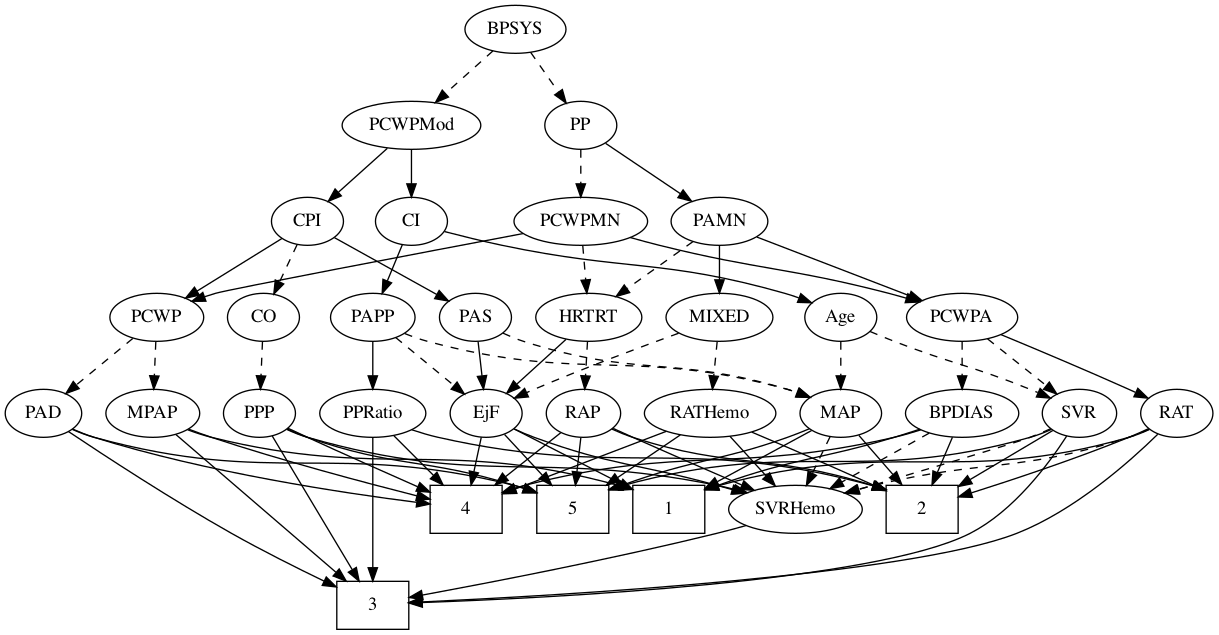 BPSYS
PCWPMod
PP
CPI
CI
PCWPMN
PAMN
PCWP
CO
PAPP
PAS
HRTRT
MIXED
Age
PCWPA
PAD
MPAP
PPP
PPRatio
EjF
RAP
RATHemo
MAP
BPDIAS
SVR
RAT
4
5
1
SVRHemo
2
3